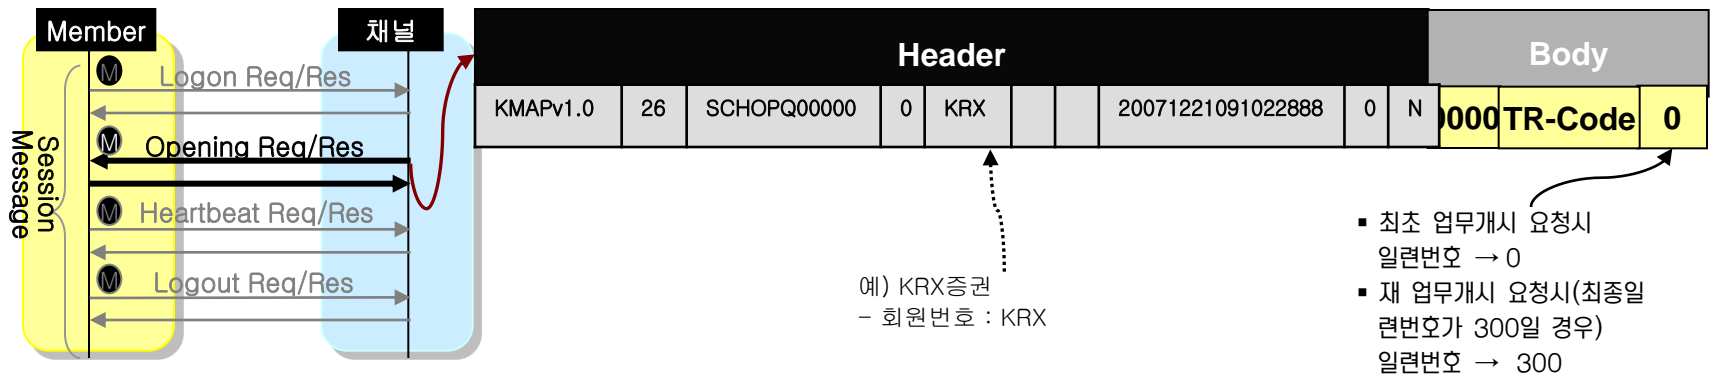 Member
채널
Header
Body
M
Logon Req/Res
KMAPv1.0 26 SCHOPQ00000 0 KRX 20071221091022888 0 N 0000 TR-Code 0
M
Opening Req/Res
Session
Message
M
Heartbeat Req/Res
M
Logout Req/Res
예) KRX증권
- 회원번호 : KRX
▪ 최초 업무개시 요청시
일련번호 → 0
▪ 재 업무개시 요청시(최종일
련번호가 300일 경우)
일련번호 → 300